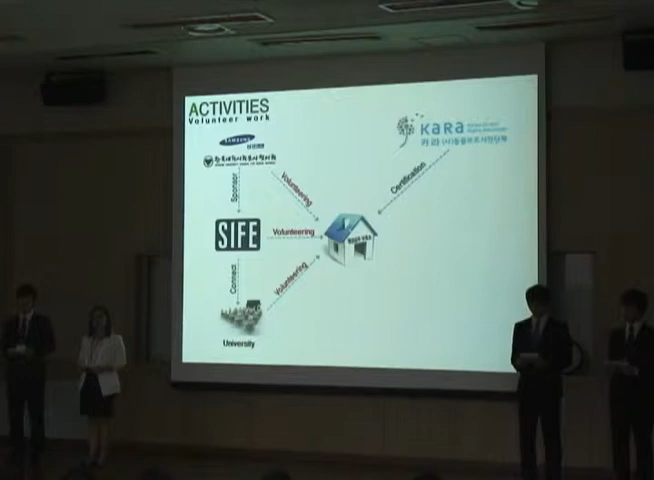 ACTIVITIES
Volunteer work
SAMSUNG
KARA
Sponsor
Volunteering
Certification
SIFE
Volunteering
Connect
Volunteering
University